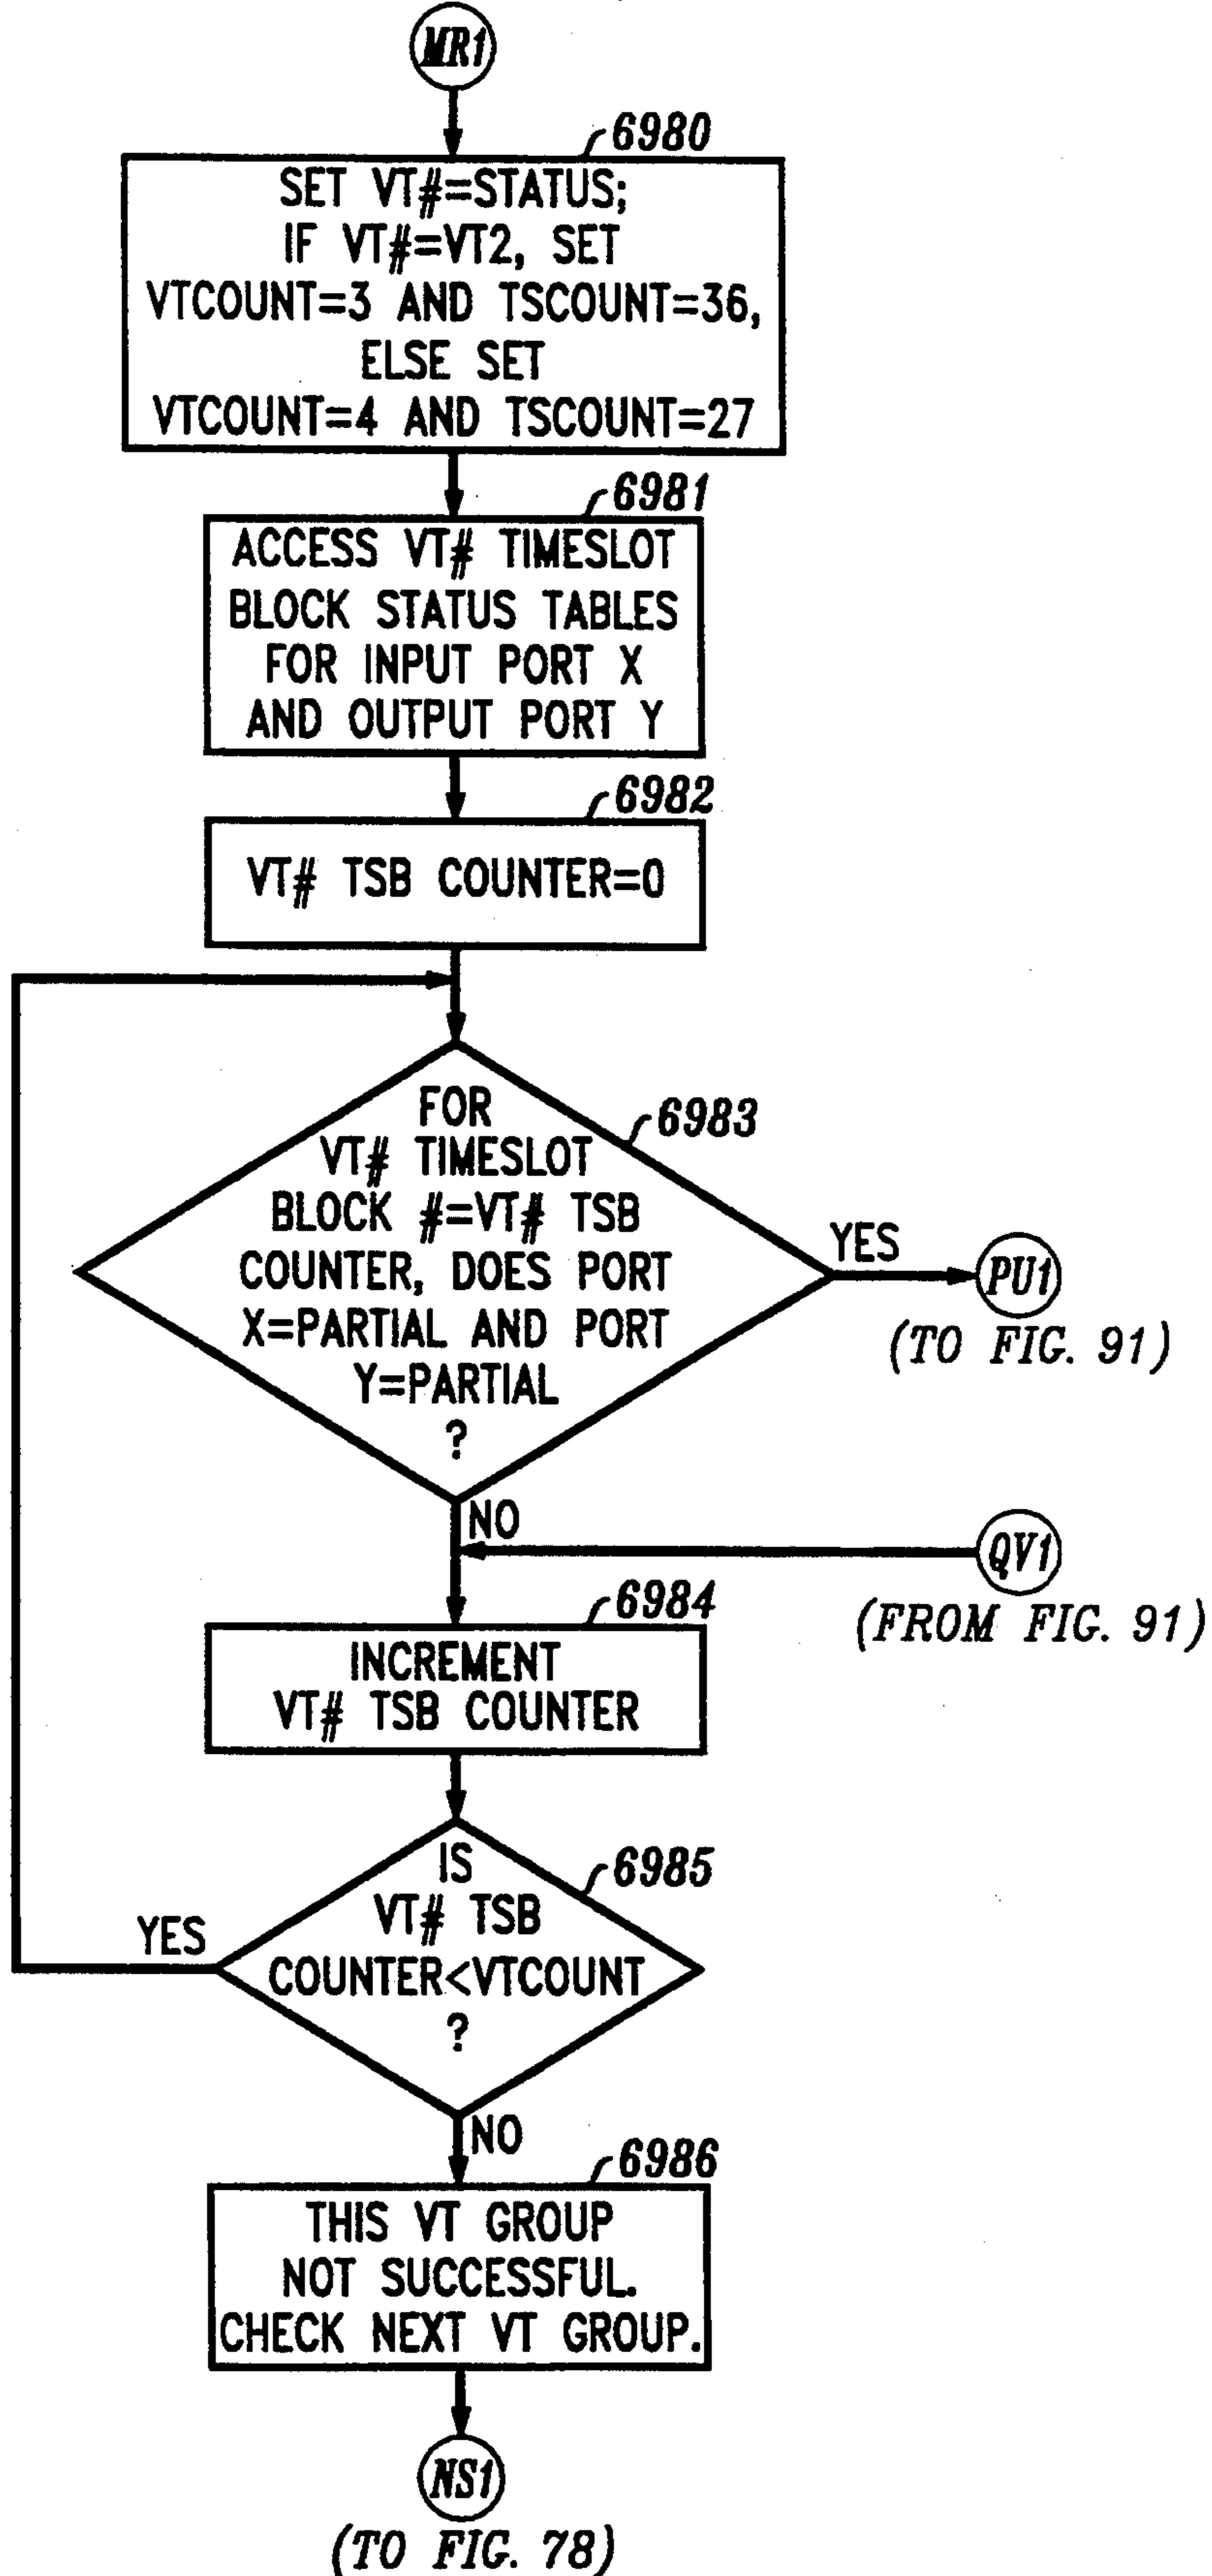 MR1
6980
SET VT#=STATUS;
IF VT#=VT2, SET
VTCOUNT=3 AND TSCOUNT=36,
ELSE SET
VTCOUNT=4 AND TSCOUNT=27
6981
ACCESS VT# TIMESLOT
BLOCK STATUS TABLES
FOR INPUT PORT X
AND OUTPUT PORT Y
6982
VT# TSB COUNTER=0
6983
FOR
VT# TIMESLOT
BLOCK #=VT# TSB
COUNTER, DOES PORT
X=PARTIAL AND PORT
Y=PARTIAL
?
YES
PU1
(TO FIG. 91)
NO
QV1
(FROM FIG. 91)
6984
INCREMENT
VT# TSB COUNTER
6985
IS
VT# TSB
COUNTER<VTCOUNT
?
YES
NO
6986
THIS VT GROUP
NOT SUCCESSFUL.
CHECK NEXT VT GROUP.
NS1
(TO FIG. 78)